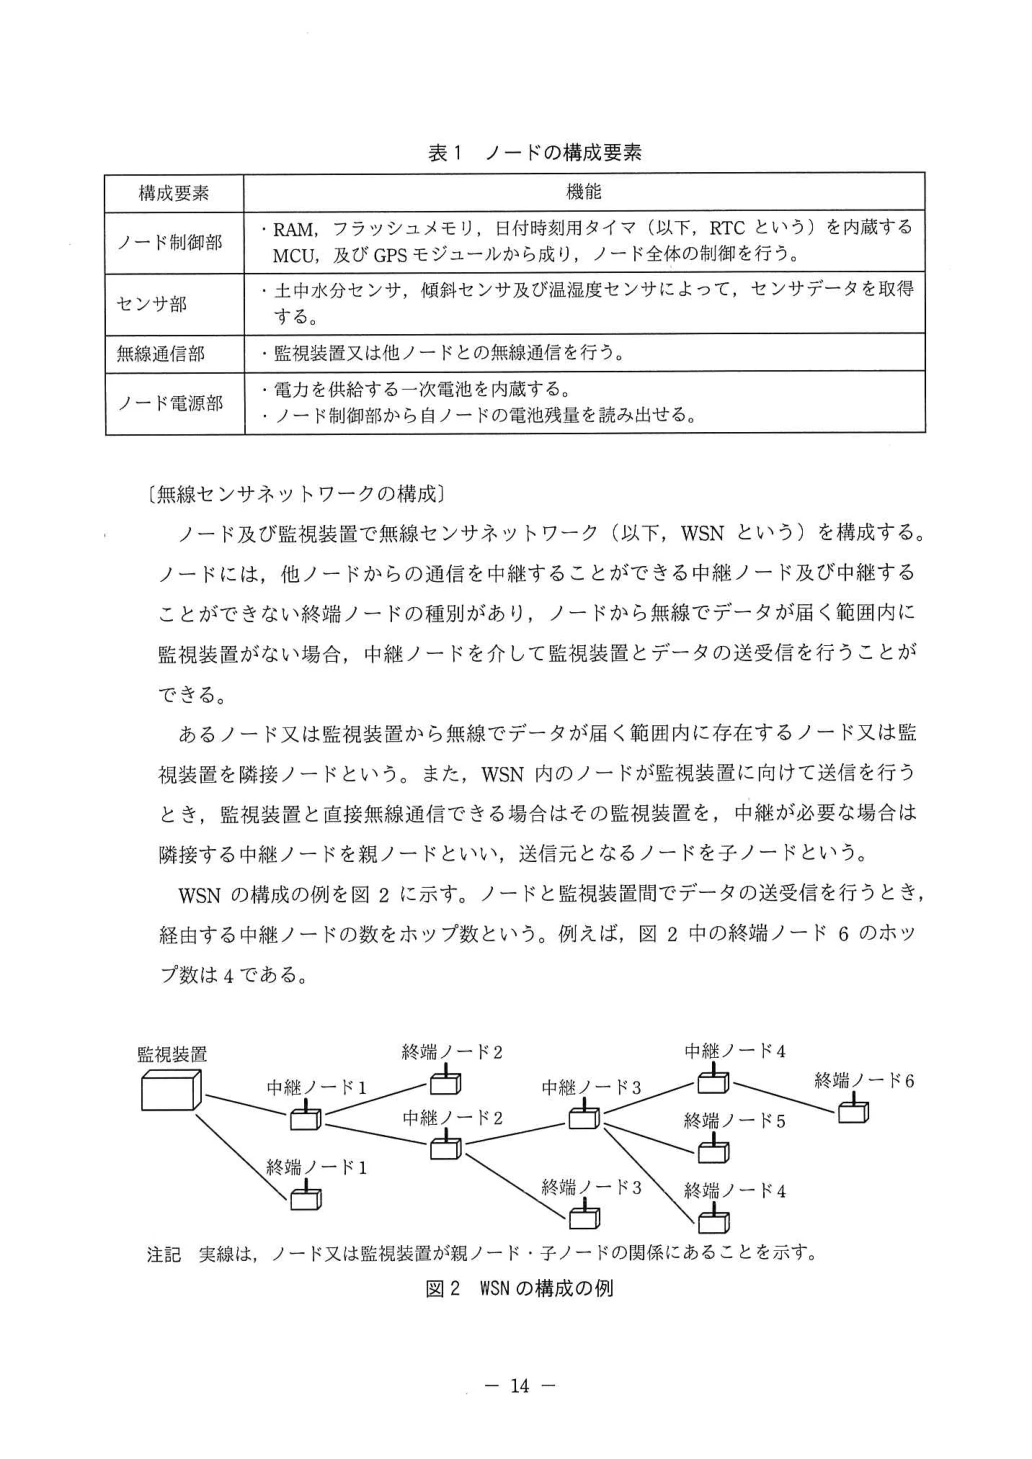 表1 ノードの構成要素
構成要素 機能
ノード制御部 ・RAM，フラッシュメモリ，日付時刻用タイマ（以下，RTC という）を内蔵する
MCU，及び GPS モジュールから成り，ノード全体の制御を行う。
センサ部 ・土中水分センサ，傾斜センサ及び温湿度センサによって，センサデータを取得
する。
無線通信部 ・監視装置又は他ノードとの無線通信を行う。
ノード電源部 ・電力を供給する一次電池を内蔵する。
・ノード制御部から自ノードの電池残量を読み出せる。
〔無線センサネットワークの構成〕
ノード及び監視装置で無線センサネットワーク（以下，WSN という）を構成する。
ノードには，他ノードからの通信を中継することができる中継ノード及び中継する
ことができない終端ノードの種別があり，ノードから無線でデータが届く範囲内に
監視装置がない場合，中継ノードを介して監視装置とデータの送受信を行うことが
できる。
あるノード又は監視装置から無線でデータが届く範囲内に存在するノード又は監
視装置を隣接ノードという。また，WSN 内のノードが監視装置に向けて送信を行う
とき，監視装置と直接無線通信できる場合はその監視装置を，中継が必要な場合は
隣接する中継ノードを親ノードといい，送信元となるノードを子ノードという。
WSN の構成の例を図 2 に示す。ノードと監視装置間でデータの送受信を行うとき，
経由する中継ノードの数をホップ数という。例えば，図 2 中の終端ノード 6 のホッ
プ数は 4 である。
監視装置
終端ノード2
中継ノード4
中継ノード1
中継ノード3
終端ノード6
中継ノード2
終端ノード5
終端ノード1
終端ノード3
終端ノード4
注記 実線は，ノード又は監視装置が親ノード・子ノードの関係にあることを示す。
図2 WSN の構成の例
－ 14 －